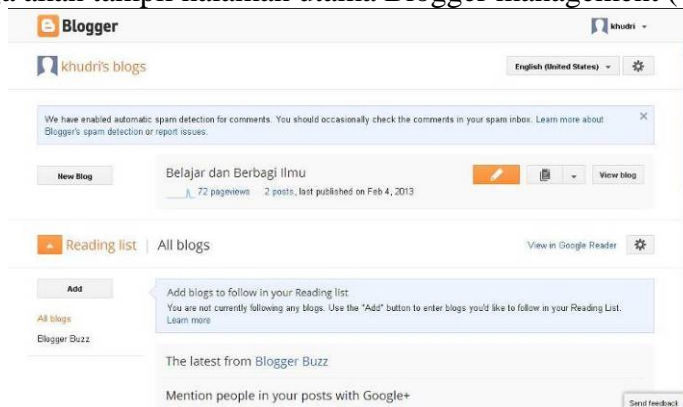 akan tampil halaman utama Blogger management (
Blogger
khudri
khudri's blogs
English (United States)
We have enabled automatic spam detection for comments. You should occasionally check the comments in your spam inbox. Learn more about
Blogger's spam detection or report issues.
New Blog
Belajar dan Berbagi Ilmu
View blog
72 pageviews 2 posts, last published on Feb 4, 2013
Reading list | All blogs
View in Google Reader
Add
Add blogs to follow in your Reading list
You are not currently following any blogs. Use the "Add" button to enter blogs you'd like to follow in your Reading List.
Learn more
All blogs
Blogger Buzz
The latest from Blogger Buzz
Mention people in your posts with Google+
Send feedback